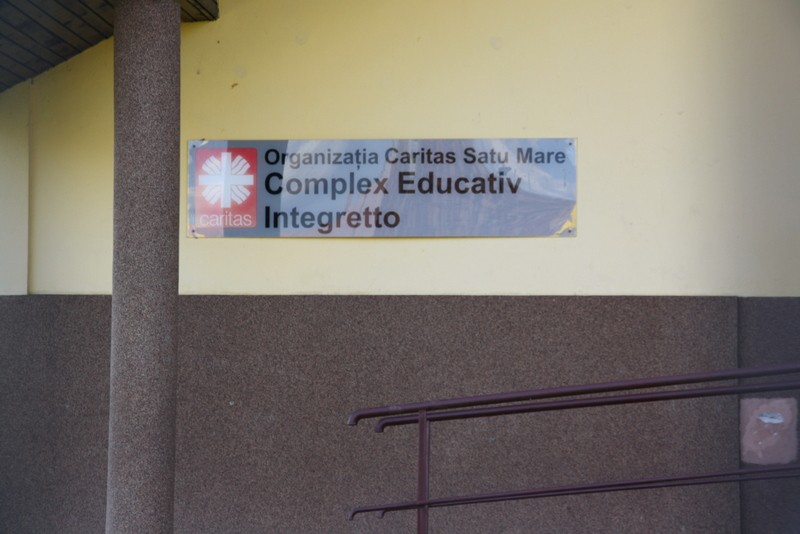 Organizația Caritas Satu Mare
Complex Educativ
Integretto
caritas